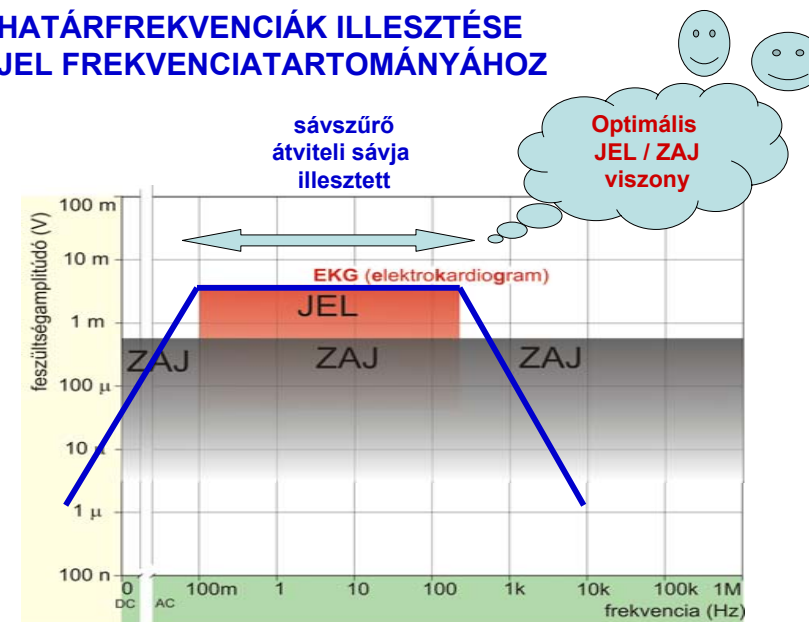 HATÁRFREKVENCIÁK ILLESZTÉSE
JEL FREKVENCIATARTOMÁNYÁHOZ
sávszűrő
átviteli sávja
illesztett
Optimális
JEL / ZAJ
viszony
feszültségamplitúdó (V)
100 m
10 m
1 m
100 μ
10 μ
1 μ
100 n
EKG (elektrokardiogram)
JEL
ZAJ ZAJ ZAJ
0 100m 1 10 100 1k 10k 100k 1M
DC AC
frekvencia (Hz)